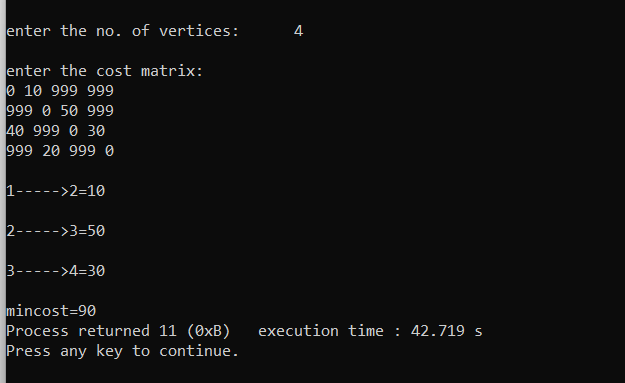 enter the no. of vertices:      4
enter the cost matrix:
0 10 999 999
999 0 50 999
40 999 0 30
999 20 999 0
1----->2=10
2----->3=50
3----->4=30
mincost=90
Process returned 11 (0xB)   execution time : 42.719 s
Press any key to continue.